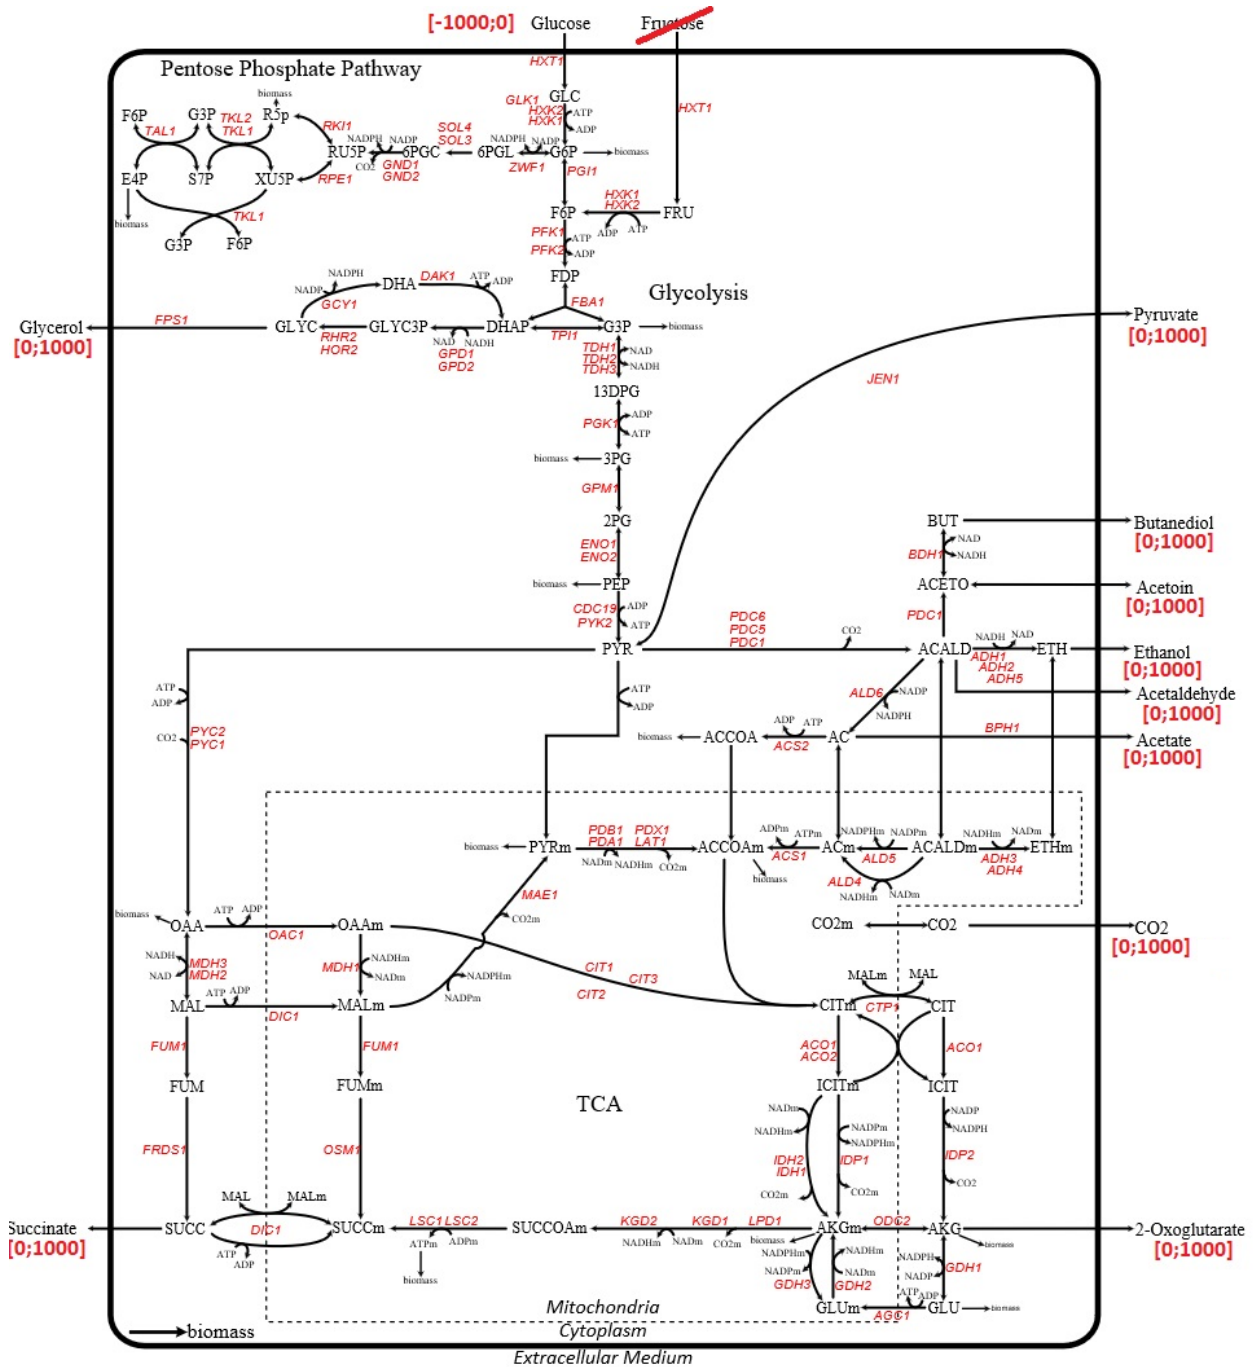 [-1000;0] Glucose Fructose
HXT1
HXT1
Pentose Phosphate Pathway
biomass
F6P G3P TKL2 R5p
TAL1 TKL1 RKI1
GLK1 GLC
HXK2 ATP
HXK1 ADP
SOL4
SOL3
RU5P NADPH NADP 6PGC 6PGL NADPH NADP G6P biomass
CO2 GND1
GND2
ZWF1 PGI1
E4P S7P XU5P RPE1
biomass TKL1
G3P F6P
HXK1
HXK2
F6P FRU
ADP ATP
PFK1 ATP
PFK2 ADP
FDP
Glycolysis
NADPH DHA DAK1 ATP ADP
NADP GCY1
FBA1
Glycerol FPS1 GLYC GLYC3P DHAP G3P biomass
[0;1000]
RHR2
HOR2
NAD NADH
GPD1
GPD2
TPI1
Pyruvate
[0;1000]
JEN1
TDH1 NAD
TDH2
TDH3 NADH
13DPG
ADP
PGK1
ATP
biomass 3PG
GPM1
2PG
ENO1
ENO2
biomass PEP
CDC19 ADP
PYK2 ATP
BUT Butanediol
[0;1000]
NAD
BDH1 NADH
ACETO Acetoin
[0;1000]
PDC1
PYR
PDC6
PDC5
PDC1
CO2
ACALD NADH NAD ETH Ethanol
[0;1000]
ADH1
ADH2
ADH5
Acetaldehyde
[0;1000]
ATP
ADP
ATP
ADP
ALD6 NADP
NADPH
CO2 PYC2
PYC1
biomass ACCOA ADP ATP AC BPH1 Acetate
ACS2
[0;1000]
biomass PYRm
PDB1 PDX1
PDA1 LAT1
NADm NADHm CO2m
ACCOAm ADPm ATPm ACm NADPHm NADPm ACALDm NADHm NADm ETHm
ACS1 ALD5 ADH3
ADH4
biomass
ALD4
NADHm NADm
MAE1
CO2m
biomass OAA ATP ADP OAAm
OAC1
CO2m CO2 CO2
[0;1000]
NADH MDH3
NAD MDH2
MDH1 NADHm
NADm
NADPHm
NADPm
CIT1 CIT3
CIT2
MAL ATP ADP MALm
DIC1
MALm MAL
CITm CTP1 CIT
FUM1 FUM1
ACO1
ACO2
ACO1
FUM FUMm
ICITm ICIT
TCA
NADm
NADHm
NADPm
NADPHm
NADP
NADPH
FRDS1 OSM1
IDH2
IDH1
IDP1 IDP2
CO2m CO2m CO2
MAL MALm
Succinate SUCC DIC1 SUCCm LSC1 LSC2 SUCCOAm KGD2 KGD1 LPD1 AKGm ODC2 AKG 2-Oxoglutarate
[0;1000] [0;1000]
ATP
ADP
ATPm ADPm
NADHm NADm CO2m biomass
biomass
biomass
NADPHm
NADPm
GDH3
NADHm
NADm
GDH2
NADPH
NADP
GDH1
ATP ADP
GLUm AGC1 GLU biomass
Mitochondria
biomass
Cytoplasm
Extracellular Medium